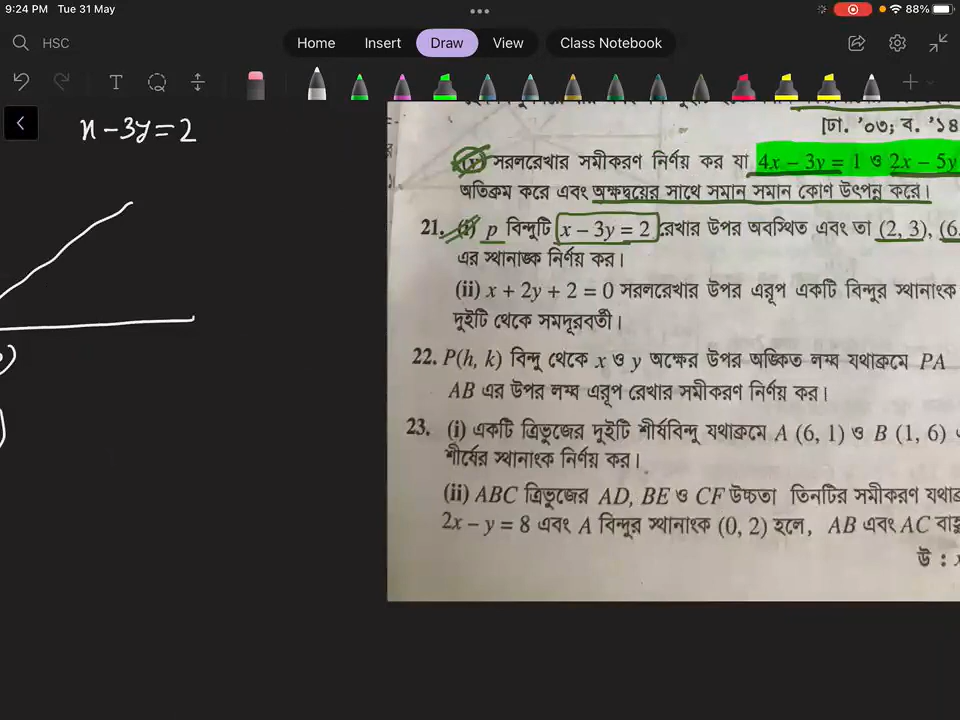 9:24 PM Tue 31 May
88%
HSC
Home Insert Draw View Class Notebook
x – 3y = 2
[ঢা. '০৩; ব. '১৪
(v) সরলরেখার সমীকরণ নির্ণয় কর যা 4x – 3y = 1 ও 2x – 5y
অতিক্রম করে এবং অক্ষদ্বয়ের সাথে সমান সমান কোণ উৎপন্ন করে।
21. (i) p বিন্দুটি x – 3y = 2 রেখার উপর অবস্থিত এবং তা (2, 3), (6,
এর স্থানাঙ্ক নির্ণয় কর।
(ii) x + 2y + 2 = 0 সরলরেখার উপর এরূপ একটি বিন্দুর স্থানাংক
দুইটি থেকে সমদূরবর্তী।
22. P(h, k) বিন্দু থেকে x ও y অক্ষের উপর অঙ্কিত লম্ব যথাক্রমে PA
AB এর উপর লম্ব এরূপ রেখার সমীকরণ নির্ণয় কর।
23. (i) একটি ত্রিভুজের দুইটি শীর্ষবিন্দু যথাক্রমে A (6, 1) ও B (1, 6)
শীর্ষের স্থানাংক নির্ণয় কর।
(ii) ABC ত্রিভুজের AD, BE ও CF উচ্চতা তিনটির সমীকরণ
2x – y = 8 এবং A বিন্দুর স্থানাংক (0, 2) হলে, AB এবং AC
উ :